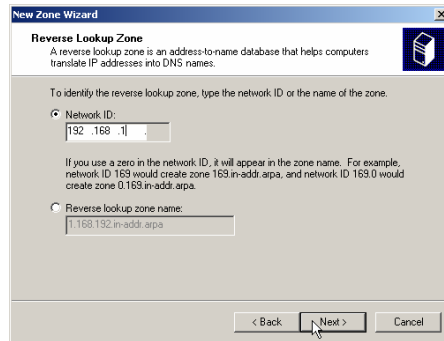 New Zone Wizard
Reverse Lookup Zone
A reverse lookup zone is an address-to-name database that helps computers
translate IP addresses into DNS names.
To identify the reverse lookup zone, type the network ID or the name of the zone.
Network ID:
192 .168 .1 .
If you use a zero in the network ID, it will appear in the zone name. For example,
network ID 169 would create zone 169.in-addr.arpa, and network ID 169.0 would
create zone 0.169.in-addr.arpa.
Reverse lookup zone name:
1.168.192.in-addr.arpa
< Back Next > Cancel